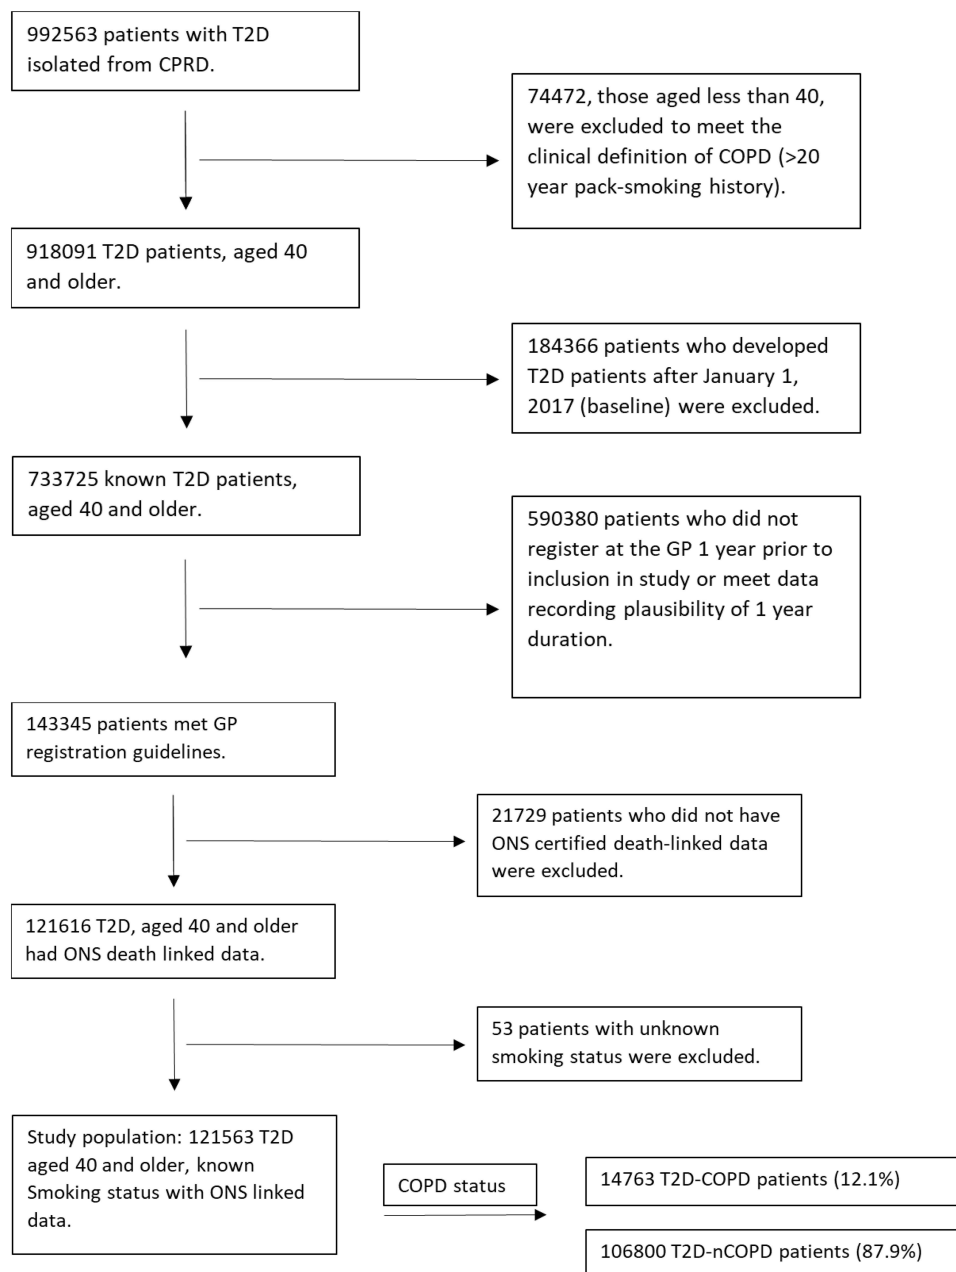 992563 patients with T2D
isolated from CPRD.
74472, those aged less than 40,
were excluded to meet the
clinical definition of COPD (>20
year pack-smoking history).
918091 T2D patients, aged 40
and older.
184366 patients who developed
T2D patients after January 1,
2017 (baseline) were excluded.
733725 known T2D patients,
aged 40 and older.
590380 patients who did not
register at the GP 1 year prior to
inclusion in study or meet data
recording plausibility of 1 year
duration.
143345 patients met GP
registration guidelines.
21729 patients who did not have
ONS certified death-linked data
were excluded.
121616 T2D, aged 40 and older
had ONS death linked data.
53 patients with unknown
smoking status were excluded.
Study population: 121563 T2D
aged 40 and older, known
Smoking status with ONS linked
data.
COPD status
14763 T2D-COPD patients (12.1%)
106800 T2D-nCOPD patients (87.9%)